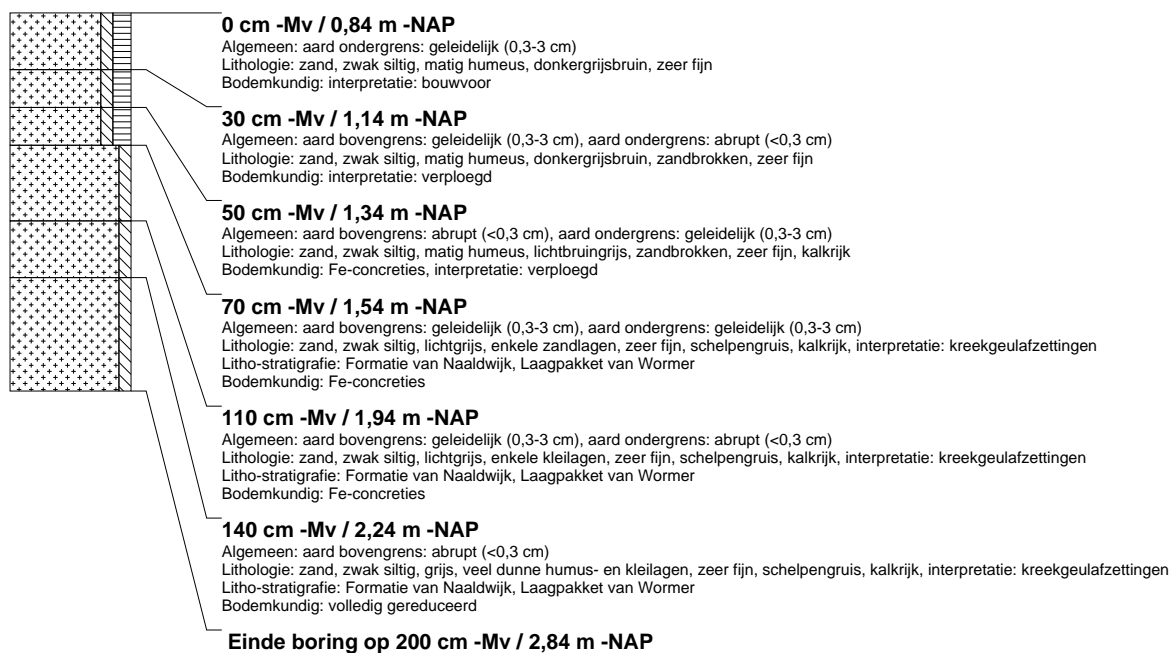 0 cm -Mv / 0,84 m -NAP
Algemeen: aard ondergrens: geleidelijk (0,3-3 cm)
Lithologie: zand, zwak siltig, matig humeus, donkergrijsbruin, zeer fijn
Bodemkundig: interpretatie: bouwvoor
30 cm -Mv / 1,14 m -NAP
Algemeen: aard bovengrens: geleidelijk (0,3-3 cm), aard ondergrens: abrupt (<0,3 cm)
Lithologie: zand, zwak siltig, matig humeus, donkergrijsbruin, zandbrokken, zeer fijn
Bodemkundig: interpretatie: verploegd
50 cm -Mv / 1,34 m -NAP
Algemeen: aard bovengrens: abrupt (<0,3 cm), aard ondergrens: geleidelijk (0,3-3 cm)
Lithologie: zand, zwak siltig, matig humeus, lichtbruingrijs, zandbrokken, zeer fijn, kalkrijk
Bodemkundig: Fe-concreties, interpretatie: verploegd
70 cm -Mv / 1,54 m -NAP
Algemeen: aard bovengrens: geleidelijk (0,3-3 cm), aard ondergrens: geleidelijk (0,3-3 cm)
Lithologie: zand, zwak siltig, lichtgrijs, enkele zandlagen, zeer fijn, schelpengruis, kalkrijk, interpretatie: kreekgeulafzettingen
Litho-stratigrafie: Formatie van Naaldwijk, Laagpakket van Wormer
Bodemkundig: Fe-concreties
110 cm -Mv / 1,94 m -NAP
Algemeen: aard bovengrens: geleidelijk (0,3-3 cm), aard ondergrens: abrupt (<0,3 cm)
Lithologie: zand, zwak siltig, lichtgrijs, enkele kleilagen, zeer fijn, schelpengruis, kalkrijk, interpretatie: kreekgeulafzettingen
Litho-stratigrafie: Formatie van Naaldwijk, Laagpakket van Wormer
Bodemkundig: Fe-concreties
140 cm -Mv / 2,24 m -NAP
Algemeen: aard bovengrens: abrupt (<0,3 cm)
Lithologie: zand, zwak siltig, grijs, veel dunne humus- en kleilagen, zeer fijn, schelpengruis, kalkrijk, interpretatie: kreekgeulafzettingen
Litho-stratigrafie: Formatie van Naaldwijk, Laagpakket van Wormer
Bodemkundig: volledig gereduceerd
Einde boring op 200 cm -Mv / 2,84 m -NAP